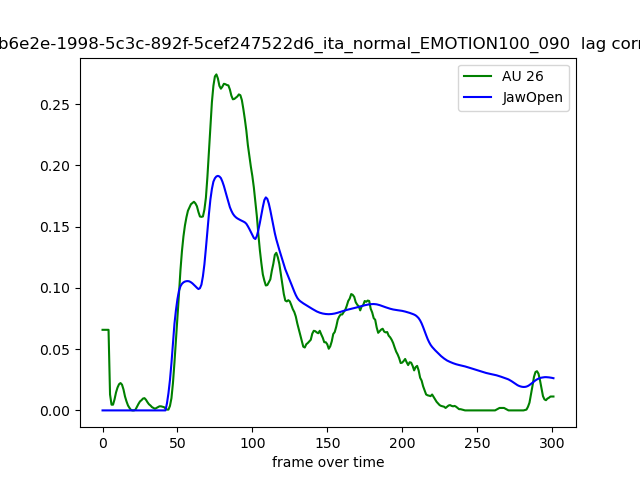 b6e2e-1998-5c3c-892f-5cef247522d6_ita_normal_EMOTION100_090 lag corr
AU 26
JawOpen
0.25
0.20
0.15
0.10
0.05
0.00
0 50 100 150 200 250 300
frame over time